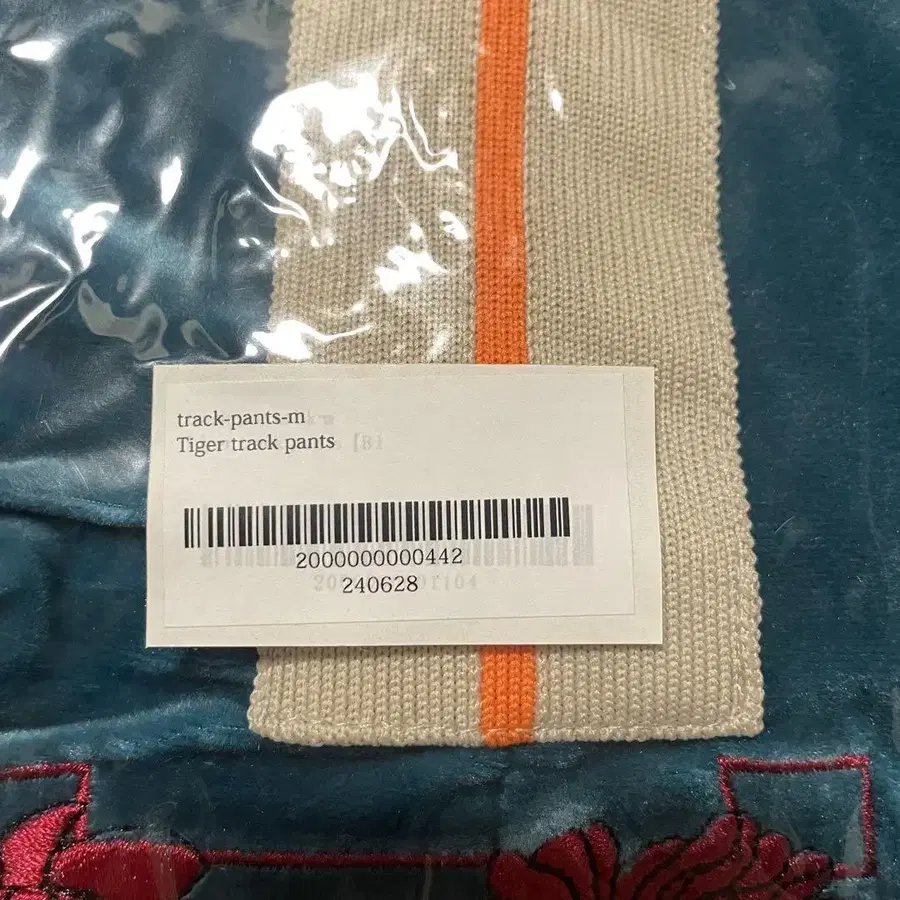 track-pants-m
Tiger track pants
2000000000442
240628